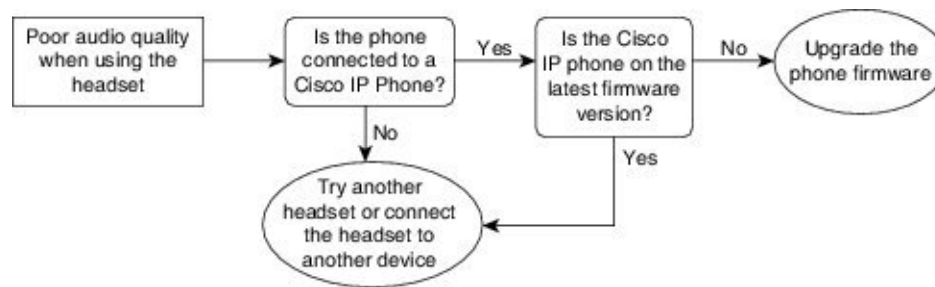 Poor audio quality
when using the
headset
Is the phone
connected to a
Cisco IP Phone?
Yes
Is the Cisco
IP phone on the
latest firmware
version?
No
Upgrade the
phone firmware
No
Yes
Try another
headset or connect
the headset to
another device